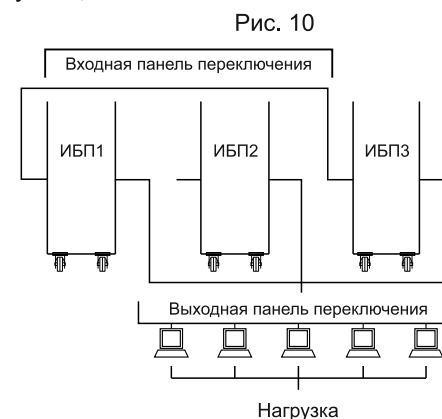 Рис. 10
Входная панель переключения
ИБП1 ИБП2 ИБП3
Выходная панель переключения
Нагрузка